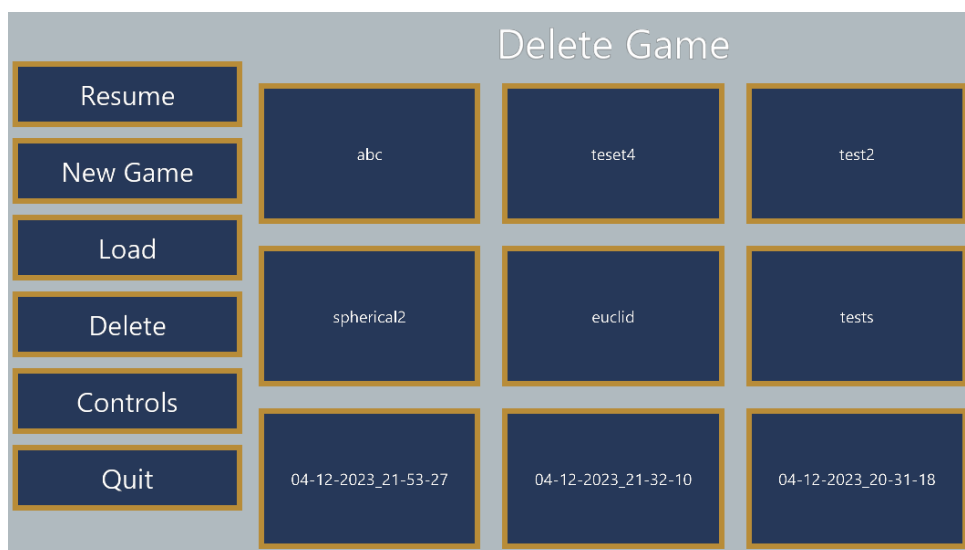 Delete Game
Resume
New Game
Load
Delete
Controls
Quit
abc
teset4
test2
spherical2
euclid
tests
04-12-2023_21-53-27
04-12-2023_21-32-10
04-12-2023_20-31-18